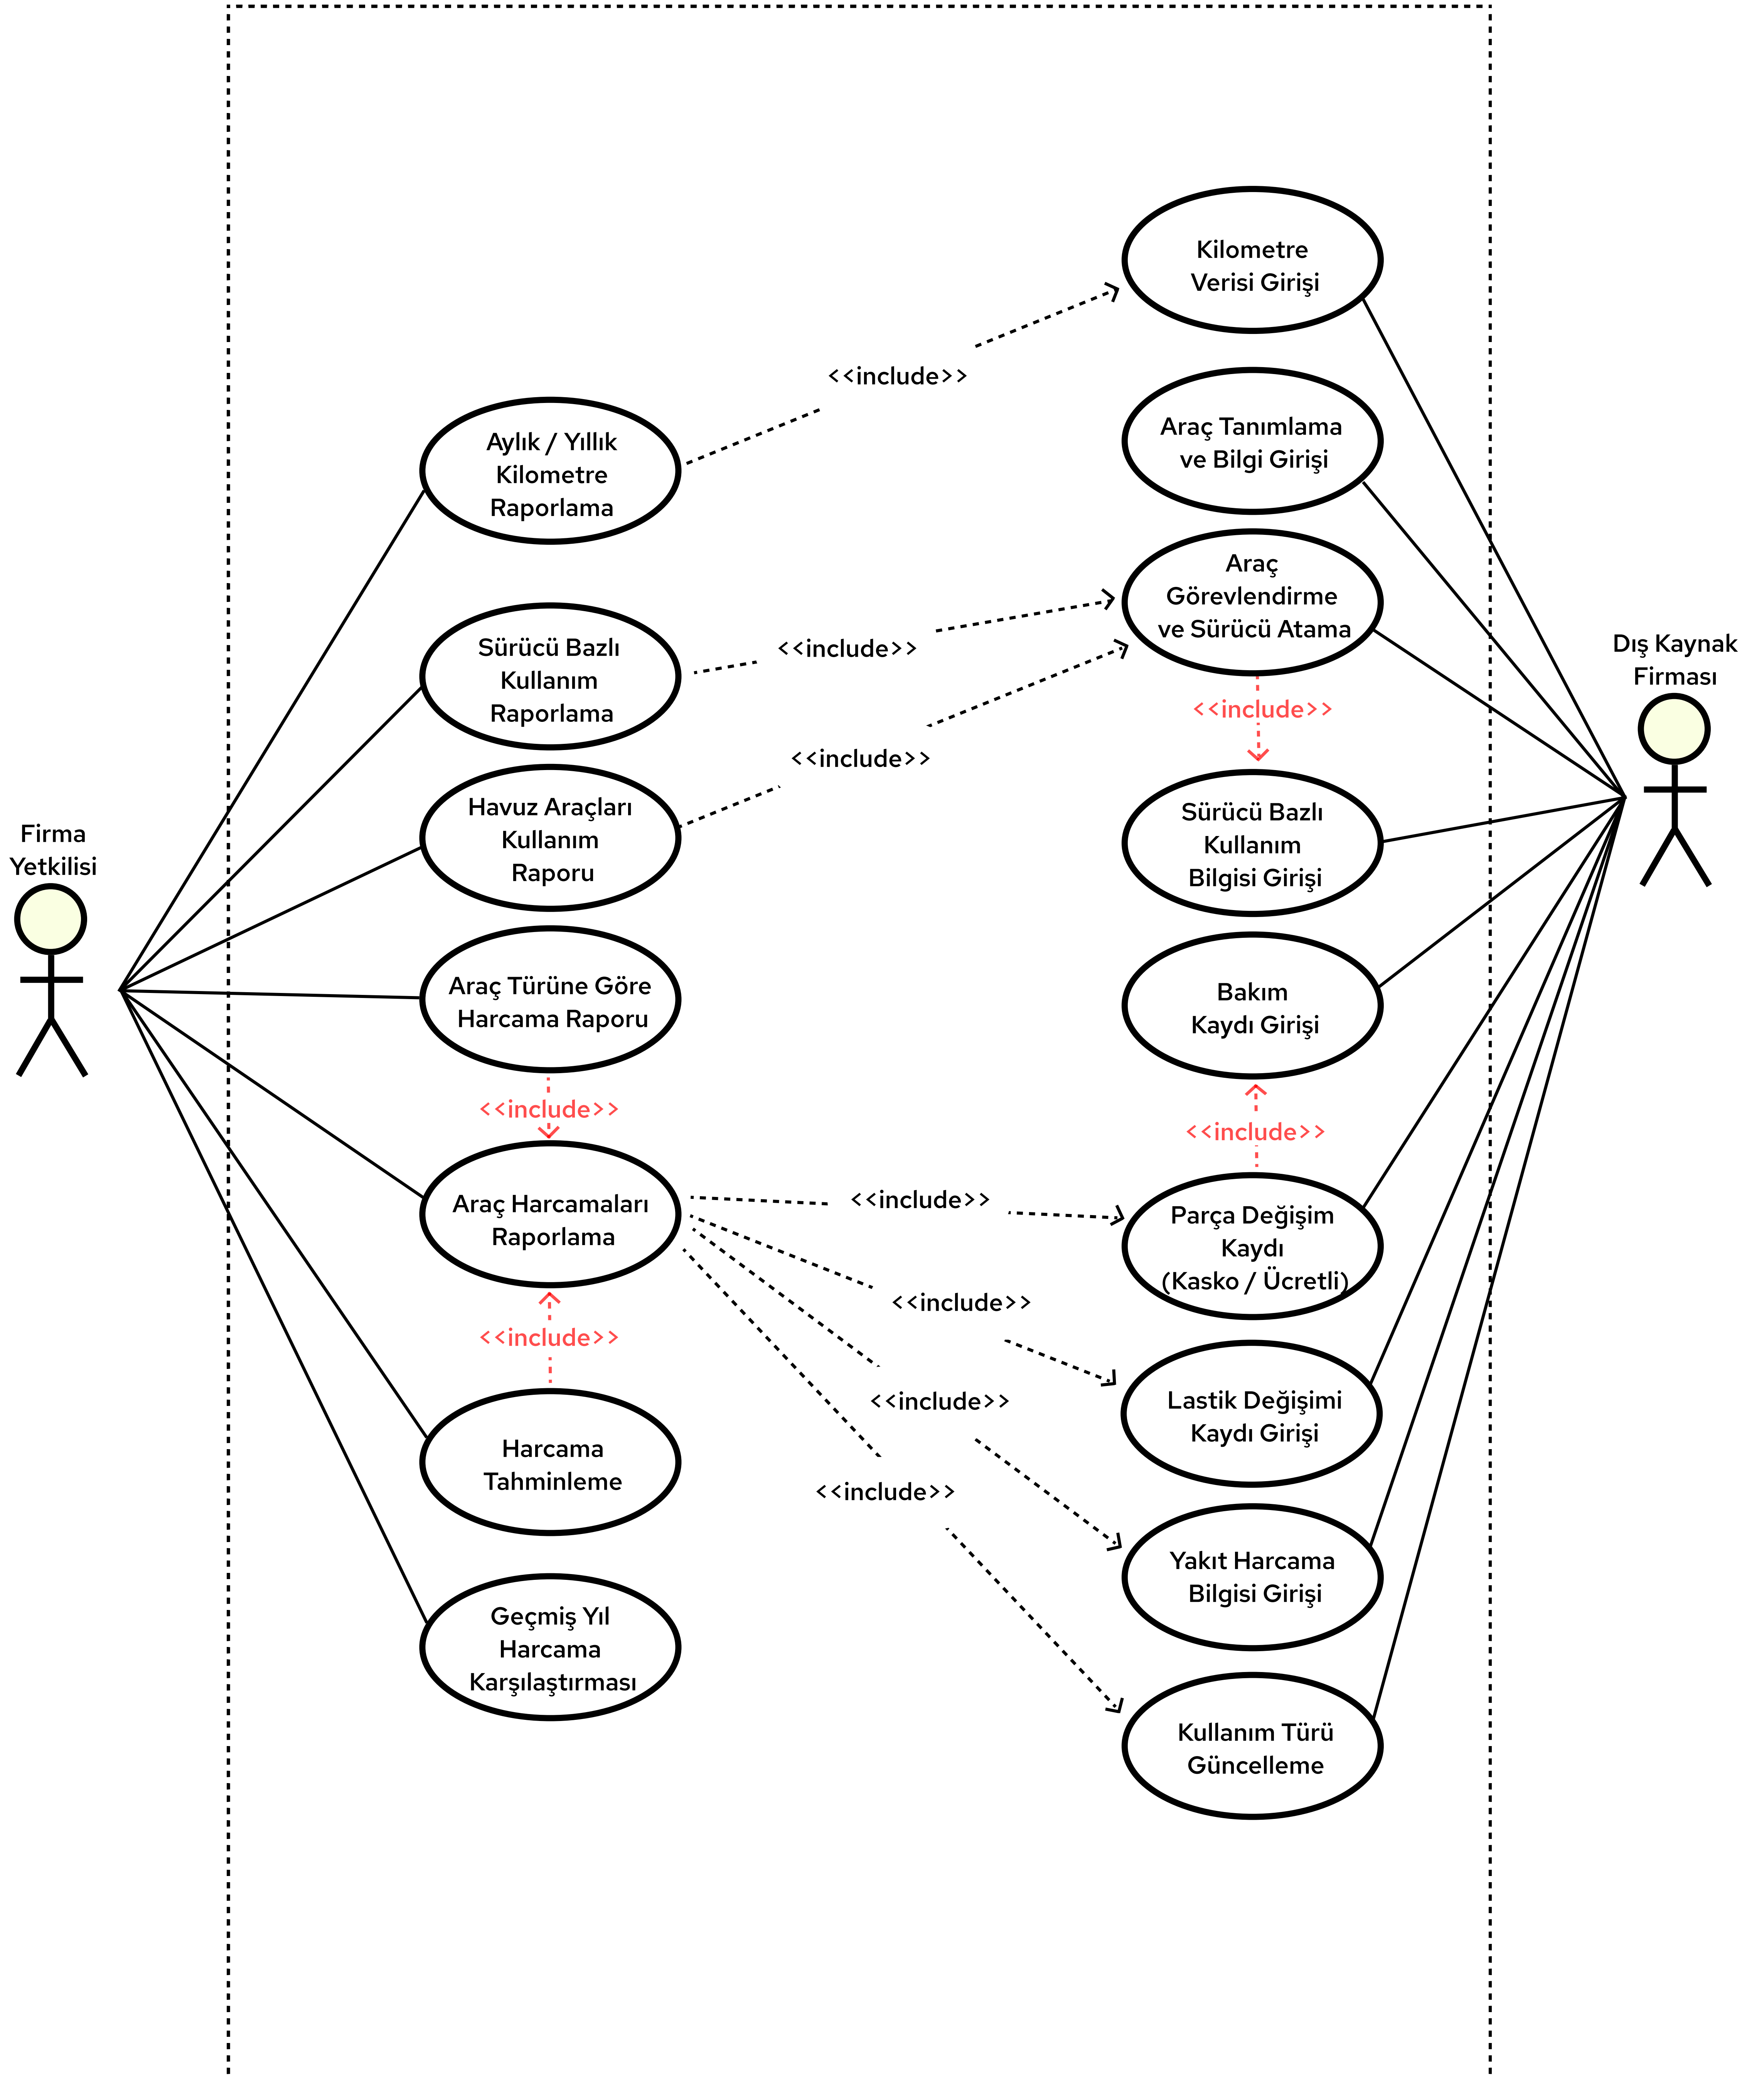 Kilometre
Verisi Girişi
<<include>>
Araç Tanımlama
ve Bilgi Girişi
Aylık / Yıllık
Kilometre
Raporlama
Araç
Görevlendirme
ve Sürücü Atama
Sürücü Bazlı
Kullanım
Raporlama
<<include>>
Dış Kaynak
Firması
<<include>>
<<include>>
Havuz Araçları
Kullanım
Raporu
Sürücü Bazlı
Kullanım
Bilgisi Girişi
Firma
Yetkilisi
Araç Türüne Göre
Harcama Raporu
Bakım
Kaydı Girişi
<<include>>
<<include>>
Araç Harcamaları
Raporlama
<<include>>
Parça Değişim
Kaydı
(Kasko / Ücretli)
<<include>>
<<include>>
<<include>>
Lastik Değişimi
Kaydı Girişi
Harcama
Tahminleme
<<include>>
Yakıt Harcama
Bilgisi Girişi
Geçmiş Yıl
Harcama
Karşılaştırması
Kullanım Türü
Güncelleme